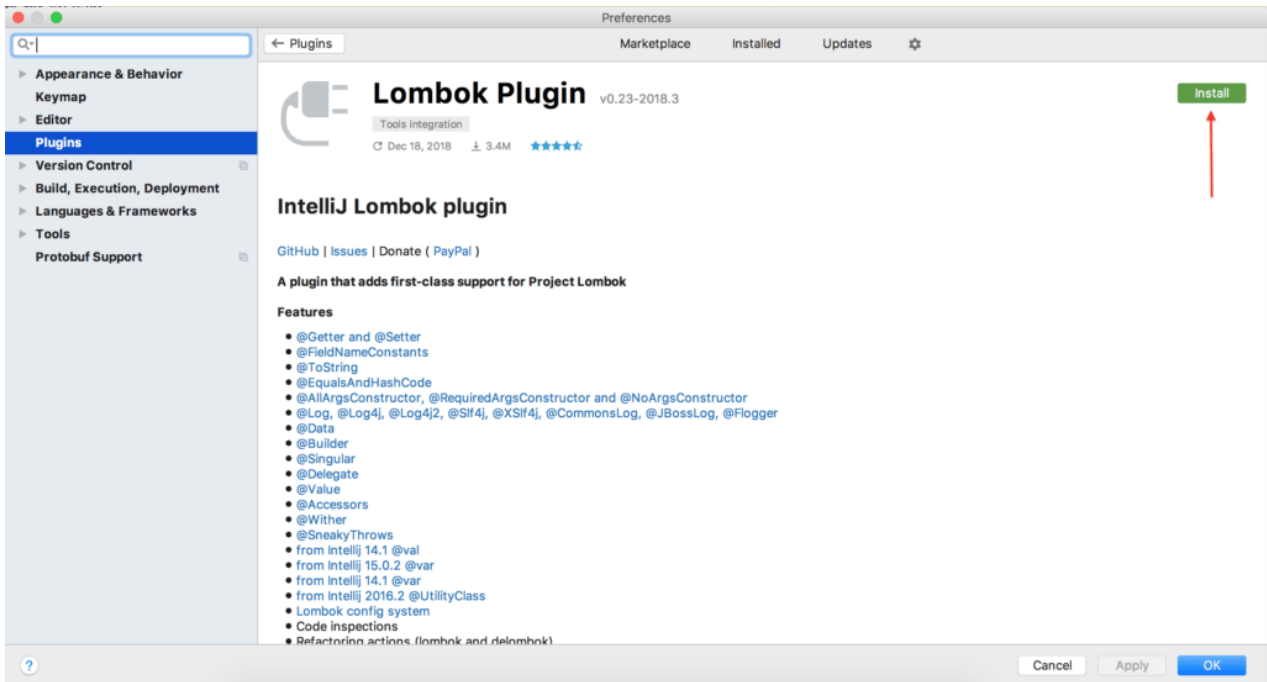 Preferences
← Plugins
Marketplace Installed Updates
Appearance & Behavior
Keymap
Editor
Plugins
Version Control
Build, Execution, Deployment
Languages & Frameworks
Tools
Protobuf Support
Lombok Plugin v0.23-2018.3
Install
Tools integration
Dec 18, 2018 3.4M
IntelliJ Lombok plugin
GitHub | Issues | Donate ( PayPal )
A plugin that adds first-class support for Project Lombok
Features
• @Getter and @Setter
• @FieldNameConstants
• @ToString
• @EqualsAndHashCode
• @AllArgsConstructor, @RequiredArgsConstructor and @NoArgsConstructor
• @Log, @Log4j, @Log4j2, @Slf4j, @XSlf4j, @CommonsLog, @JBossLog, @Flogger
• @Data
• @Builder
• @Singular
• @Delegate
• @Value
• @Accessors
• @Wither
• @SneakyThrows
• from Intellij 14.1 @val
• from Intellij 15.0.2 @var
• from Intellij 14.1 @var
• from Intellij 2016.2 @UtilityClass
• Lombok config system
• Code inspections
• Refactoring actions (lombok and delombok)
?
Cancel Apply OK